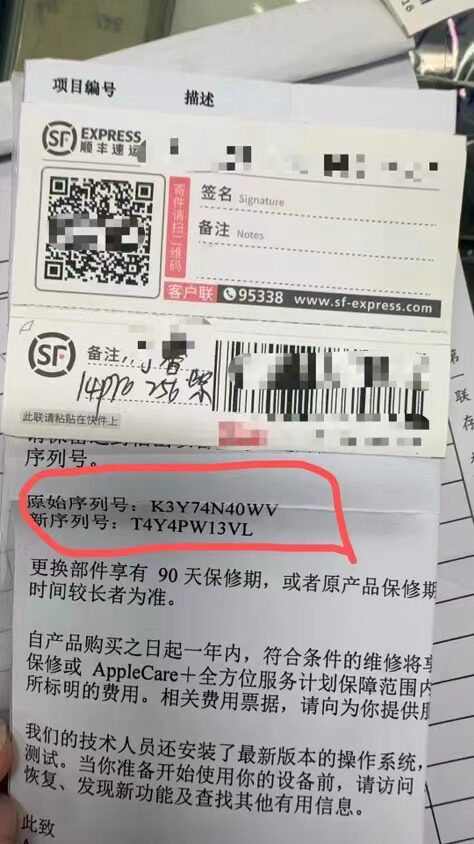 项目编号 描述
SF EXPRESS
顺丰速运
寄件请扫二维码
签名 Signature
备注 Notes
客户联 95338 www.sf-express.com
SF 备注
14pro 256
此联请粘贴在快件上
序列号。
原始序列号：K3Y74N40WV
新序列号：T4Y4PW13VL
更换部件享有 90 天保修期，或者原产品保修期
时间较长者为准。
自产品购买之日起一年内，符合条件的维修将享
保修或 AppleCare+全方位服务计划保障范围内
所标明的费用。相关费用票据，请向为你提供服
我们的技术人员还安装了最新版本的操作系统，
测试。当你准备开始使用你的设备前，请访问
恢复、发现新功能及查找其他有用信息。
此致